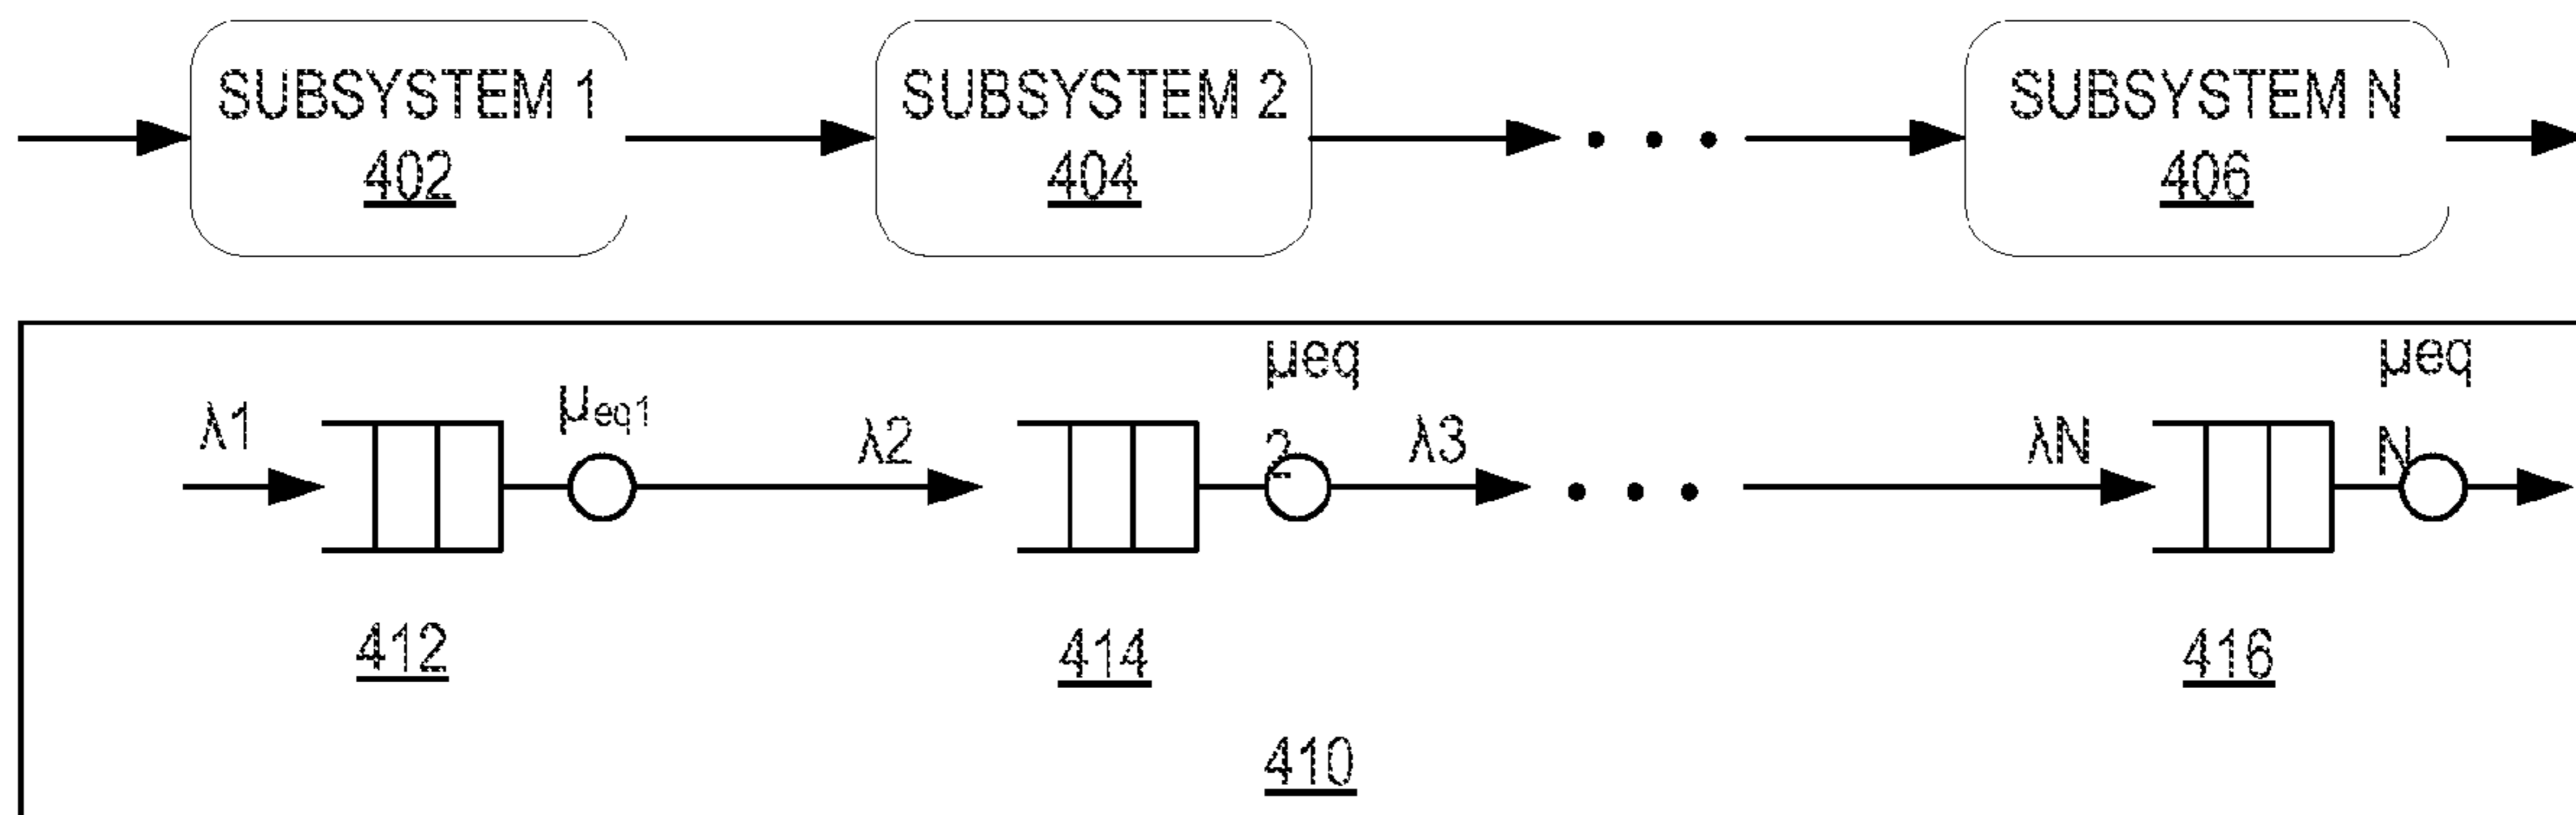 SUBSYSTEM 1
402
SUBSYSTEM 2
404
SUBSYSTEM N
406
λ1
μeq1
λ2
μeq
2
λ3
λN
μeq
N
412
414
416
410